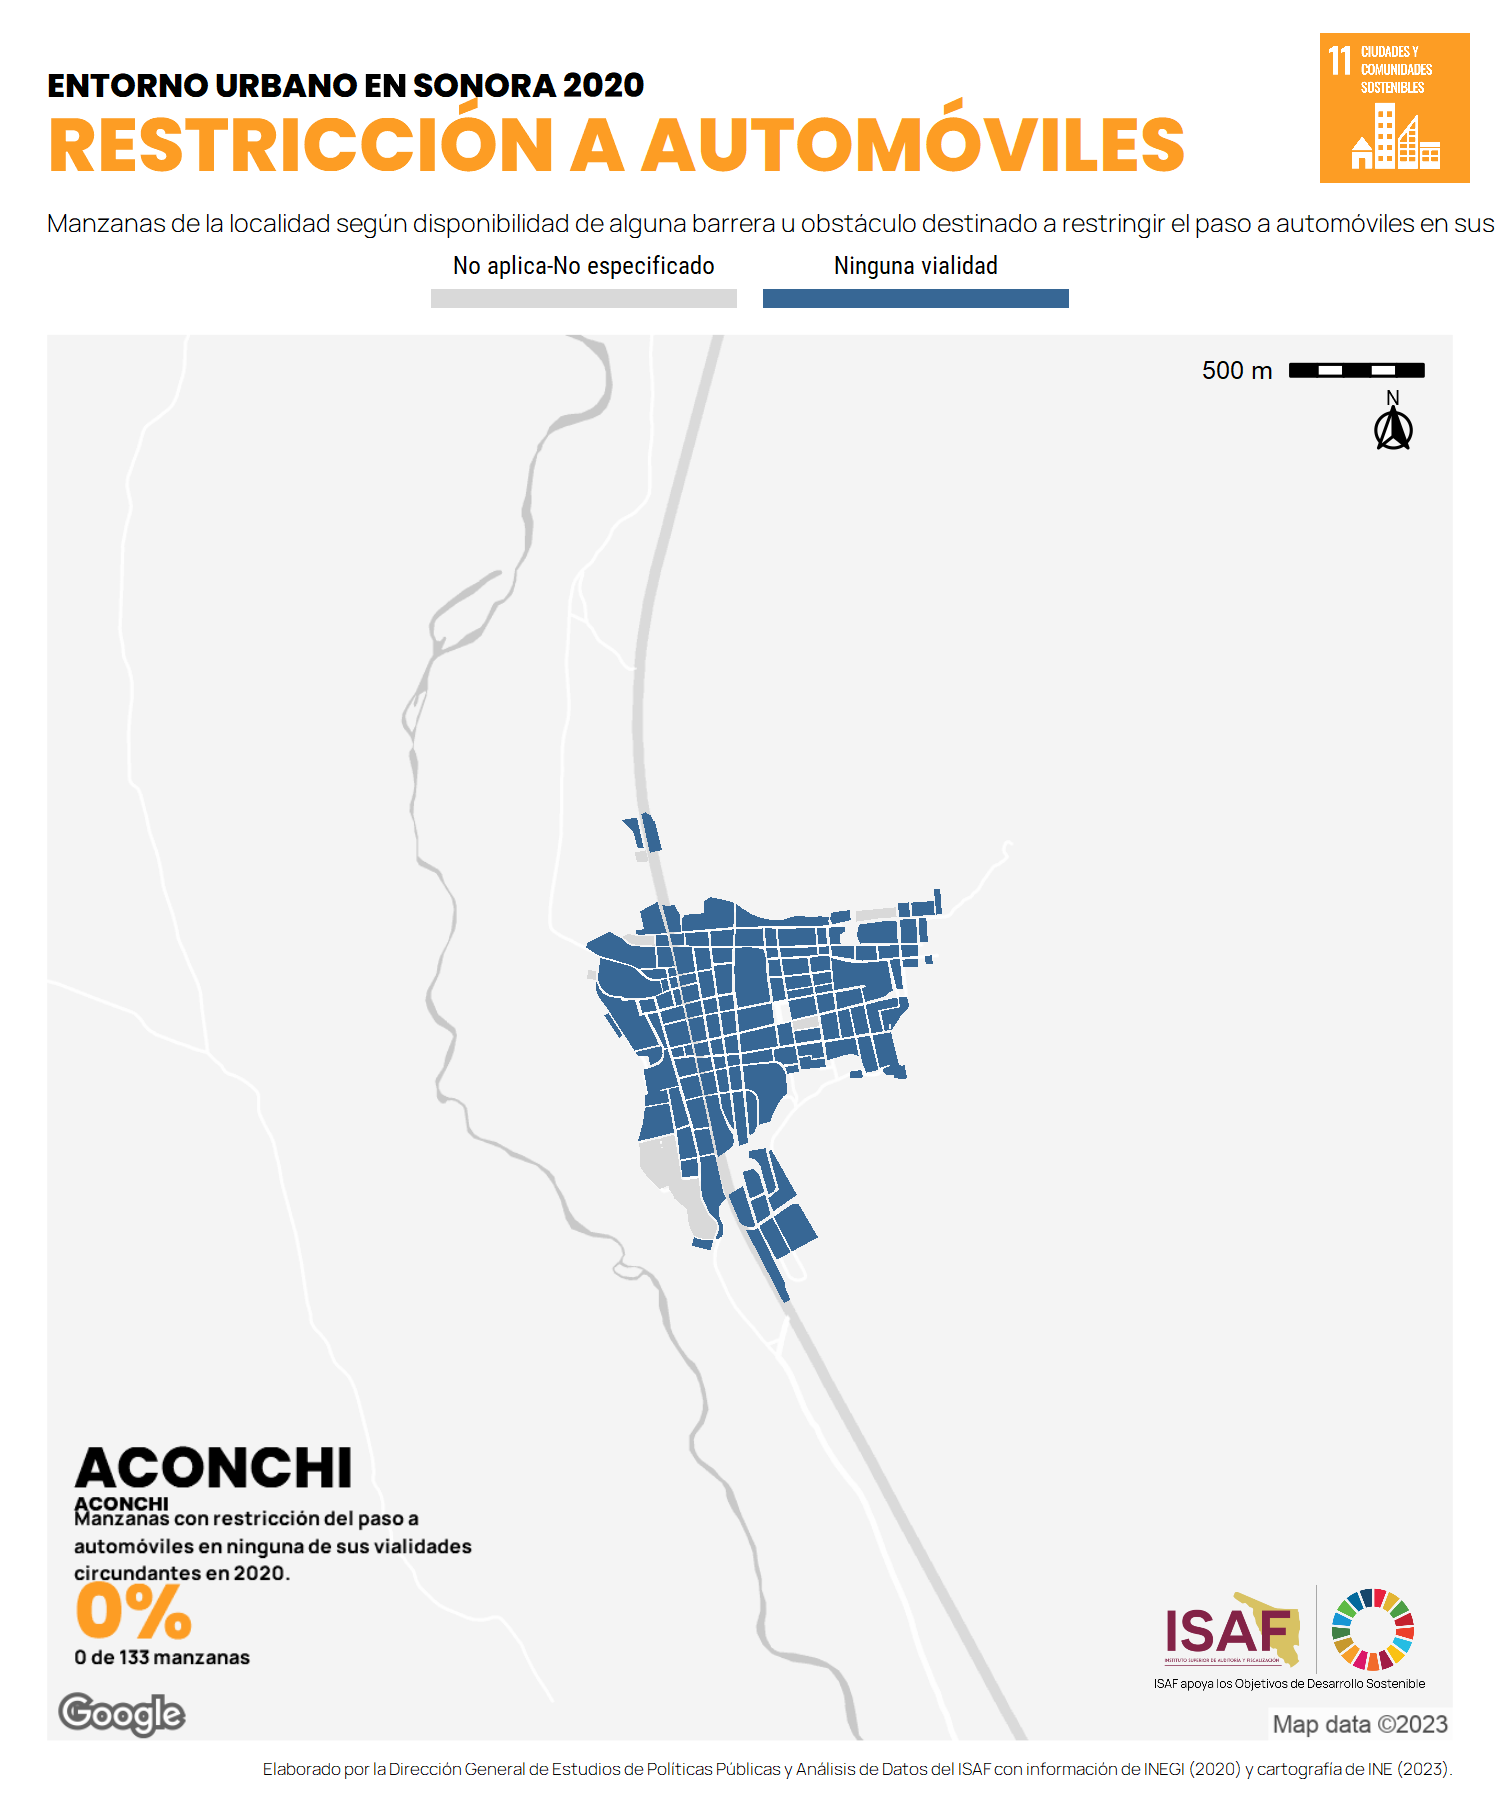 ENTORNO URBANO EN SONORA 2020
RESTRICCIÓN A AUTOMÓVILES
11 CIUDADES Y
COMUNIDADES
SOSTENIBLES
Manzanas de la localidad según disponibilidad de alguna barrera u obstáculo destinado a restringir el paso a automóviles en sus
No aplica-No especificado
Ninguna vialidad
500 m
N
ACONCHI
ACONCHI
Manzanas con restricción del paso a
automóviles en ninguna de sus vialidades
circundantes en 2020.
0%
0 de 133 manzanas
Google
ISAF
INSTITUTO SUPERIOR DE AUDITORÍA Y FISCALIZACIÓN
ISAF apoya los Objetivos de Desarrollo Sostenible
Map data ©2023
Elaborado por la Dirección General de Estudios de Políticas Públicas y Análisis de Datos del ISAF con información de INEGI (2020) y cartografía de INE (2023).